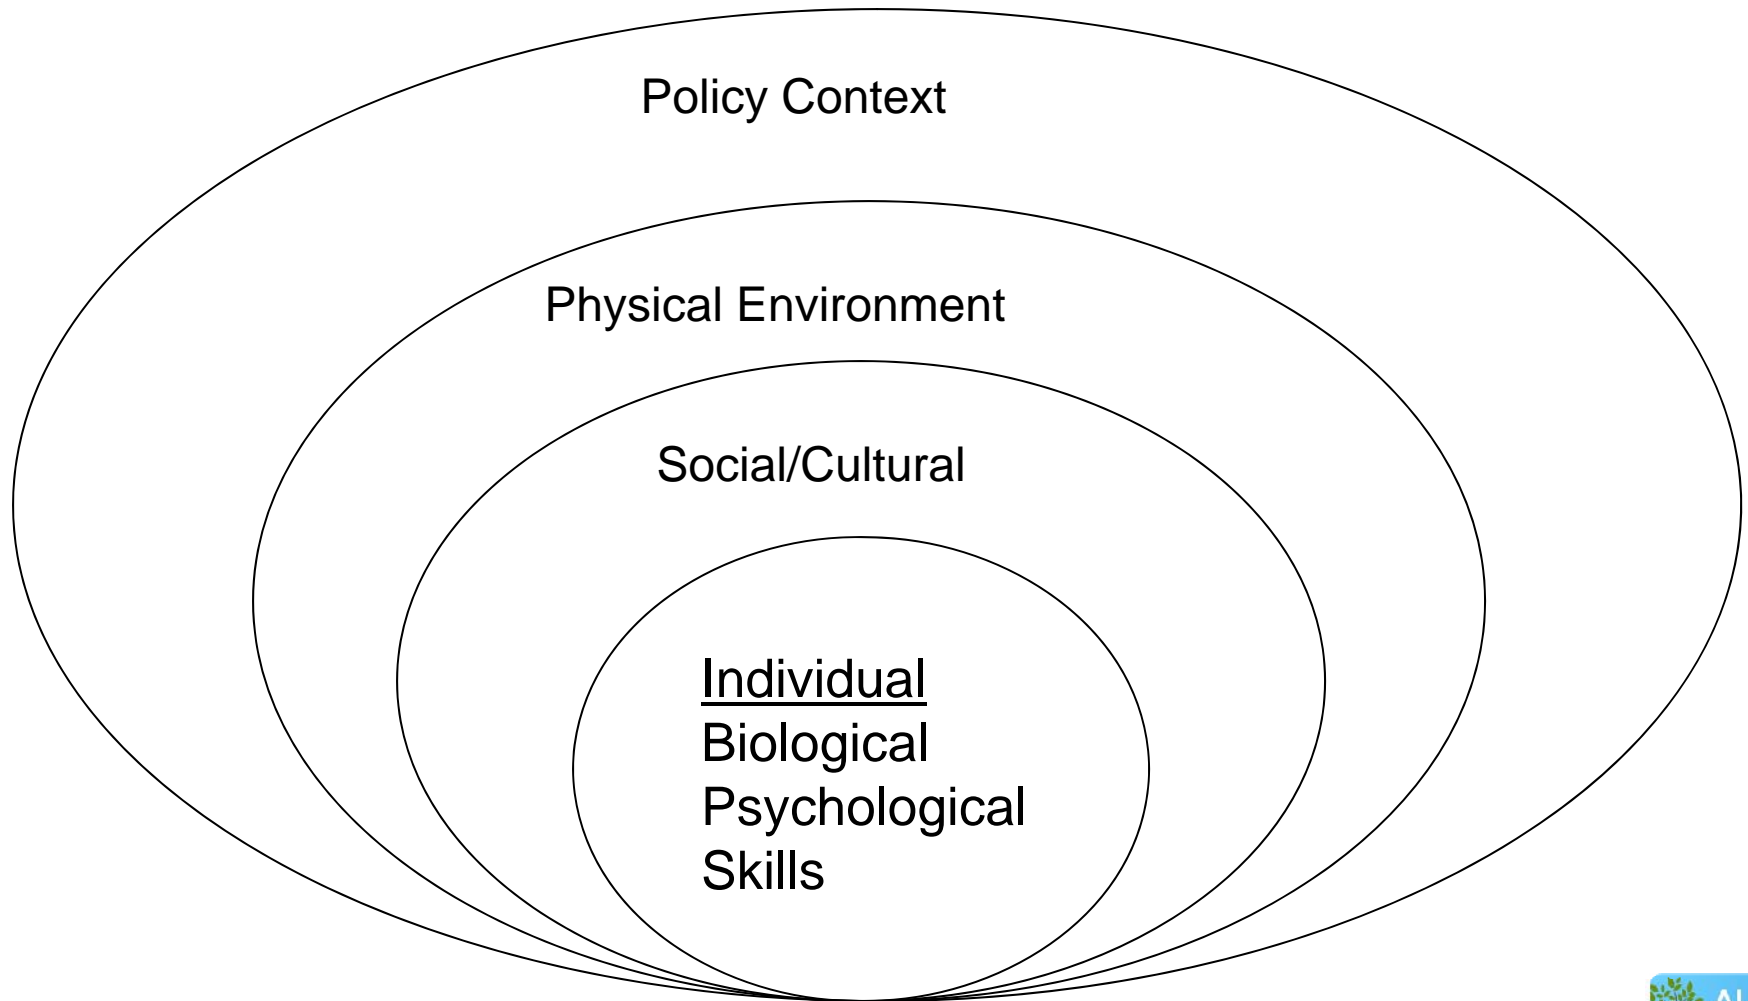 Policy Context
Physical Environment
Social/Cultural
Individual
Biological
Psychological
Skills